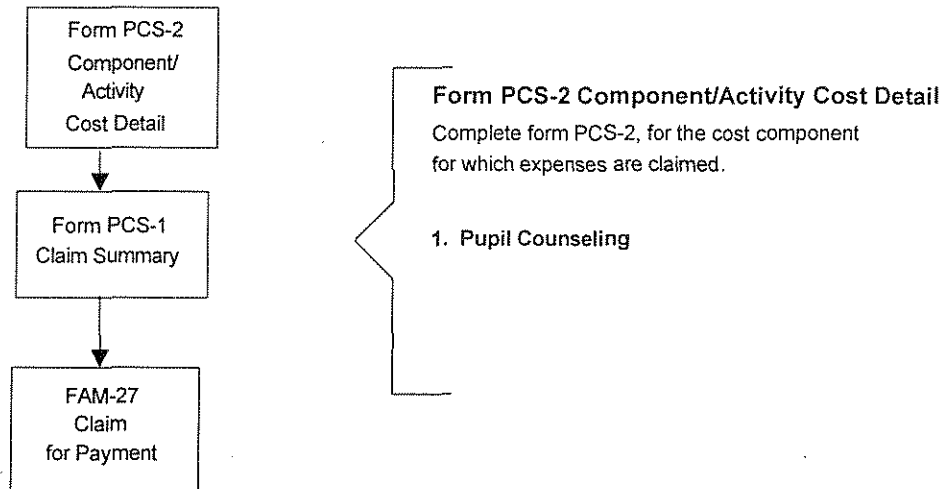 Form PCS-2
Component/
Activity
Cost Detail
Form PCS-1
Claim Summary
FAM-27
Claim
for Payment
Form PCS-2 Component/Activity Cost Detail
Complete form PCS-2, for the cost component
for which expenses are claimed.
1. Pupil Counseling